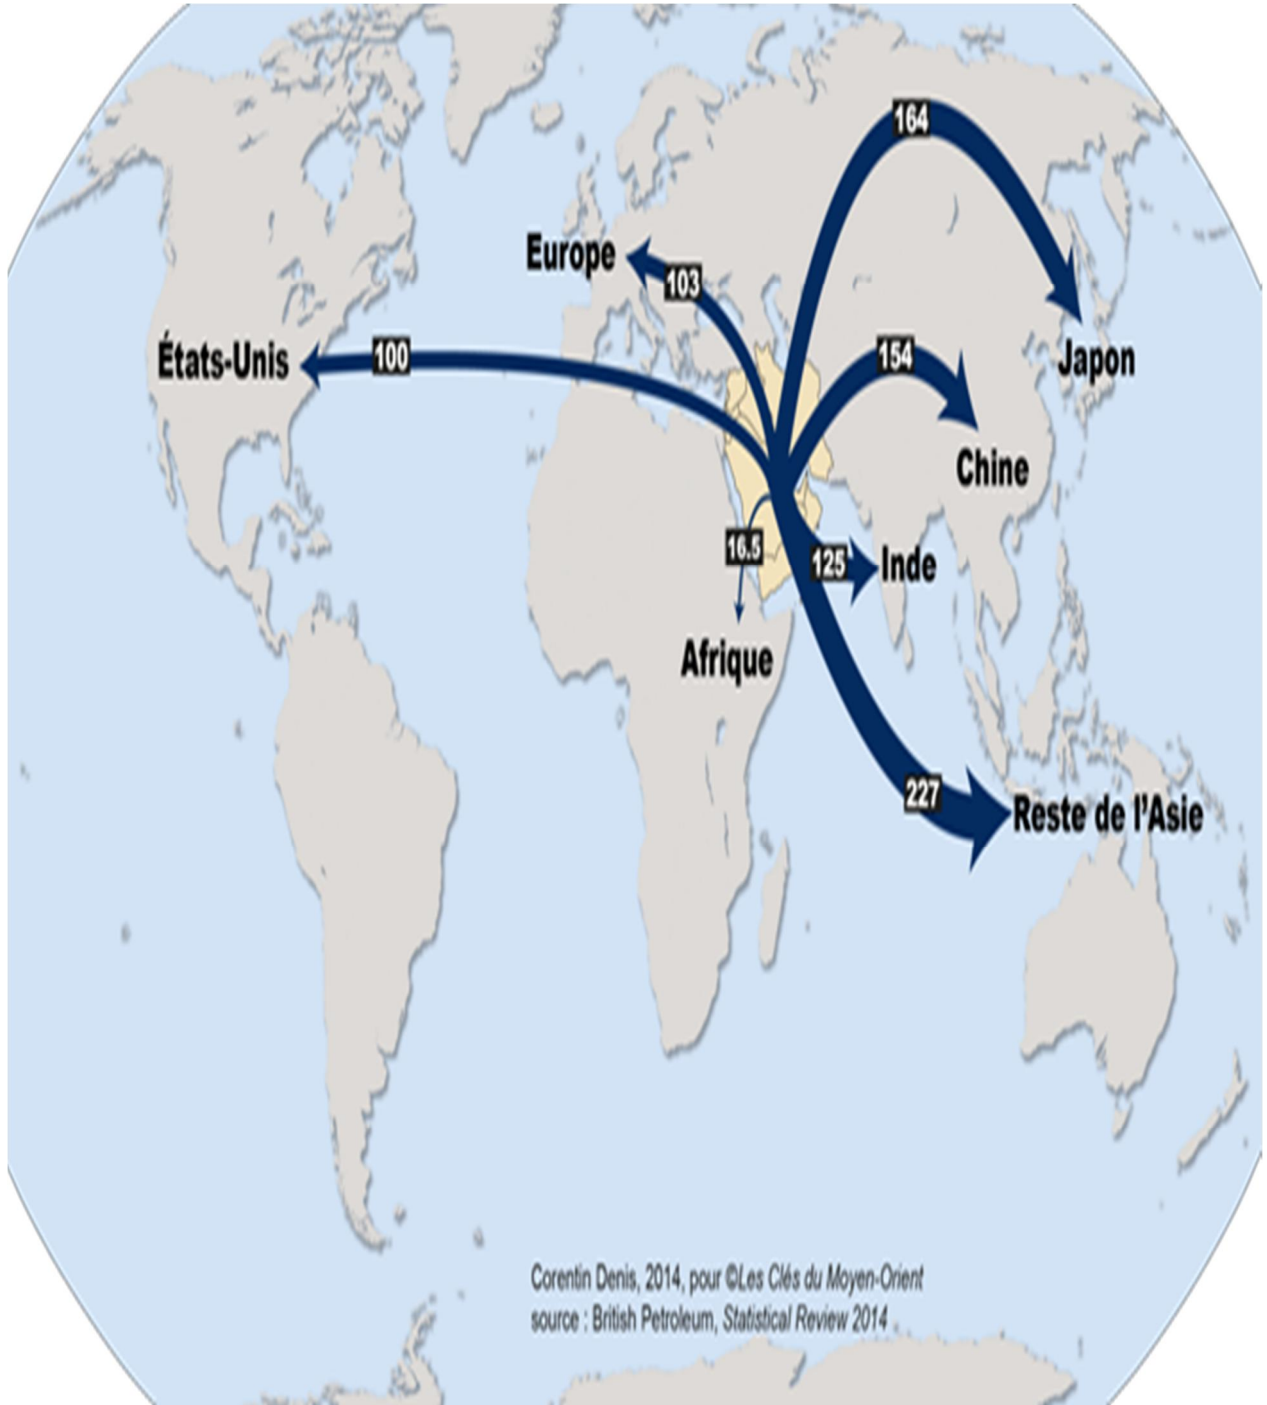 164
Europe
103
États-Unis
100
154
Japon
Chine
16.5
125
Inde
Afrique
227
Reste de l'Asie
Corentin Denis, 2014, pour ©Les Clés du Moyen-Orient
source : British Petroleum, Statistical Review 2014